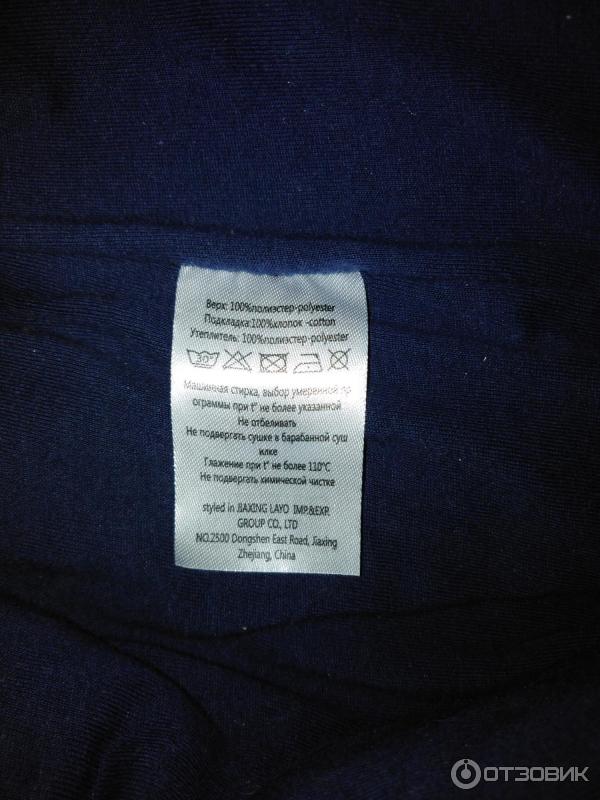 Верх: 100%полиэстер-polyester
Подкладка:100%хлопок -cotton
Утеплитель: 100%полиэстер-polyester
30°
Машинная стирка, выбор умеренной пр
ограммы при t° не более указанной
Не отбеливать
Не подвергать сушке в барабанной суш
илке
Глажение при t° не более 110°C
Не подвергать химической чистке
styled in JIAXING LAYO IMP.&EXP.
GROUP CO., LTD
NO.2500 Dongshen East Road, Jiaxing
Zhejiang, China
ОТЗОВИК